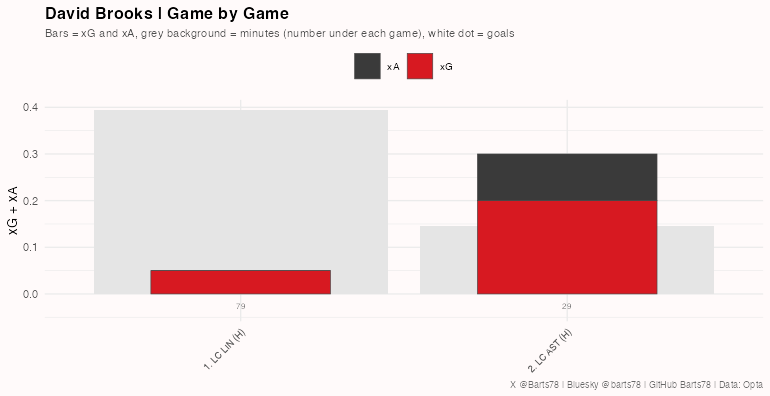 David Brooks | Game by Game
Bars = xG and xA, grey background = minutes (number under each game), white dot = goals
xA xG
xG + xA
0.4
0.3
0.2
0.1
0.0
79 29
1. LC LIN (H) 2. LC AST (H)
X @Barts78 | Bluesky @barts78 | GitHub Barts78 | Data: Opta